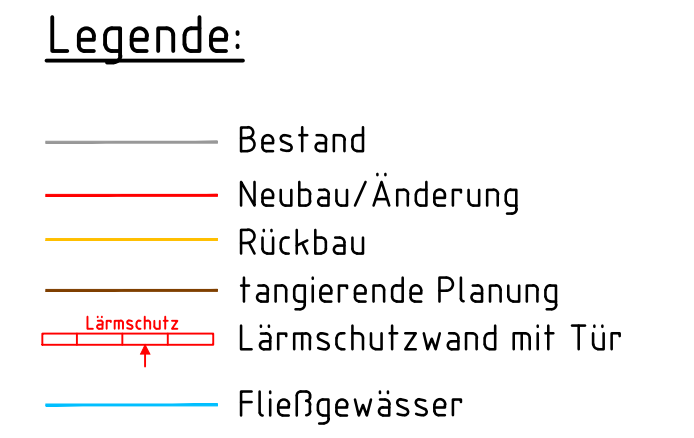 Legende:
Bestand
Neubau/Änderung
Rückbau
tangierende Planung
Lärmschutz
Lärmschutzwand mit Tür
Fließgewässer